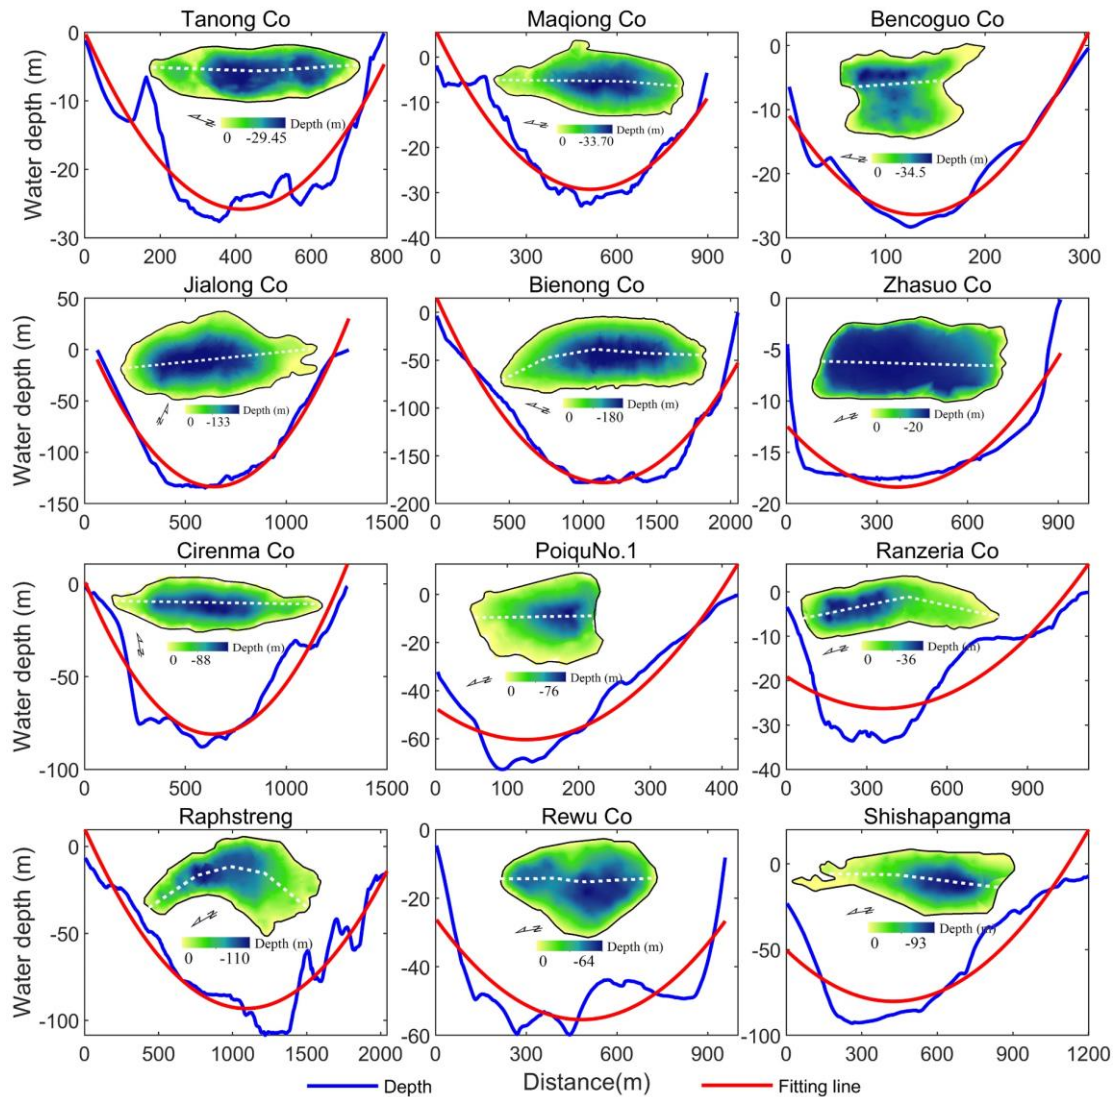 Tanong Co
Maqiong Co
Bencoguo Co
Water depth (m)
0
-10
-20
-30
0 200 400 600 800
0 -29.45 Depth (m)
0
-10
-20
-30
-40
0 300 600 900
0 -33.70 Depth (m)
0
-10
-20
-30
0 100 200 300
0 -34.5 Depth (m)
Jialong Co
Bienong Co
Zhasuo Co
Water depth (m)
50
0
-50
-100
-150
0 500 1000 1500
0 -133 Depth (m)
0
-50
-100
-150
-200
0 500 1000 1500 2000
0 -180 Depth (m)
0
-5
-10
-15
-20
0 300 600 900
0 -20 Depth (m)
Cirenma Co
PoiquNo.1
Ranzeria Co
Water depth (m)
0
-50
-100
0 500 1000 1500
0 -88 Depth (m)
0
-20
-40
-60
0 100 200 300 400
0 -76 Depth (m)
0
-10
-20
-30
-40
0 300 600 900
0 -36 Depth (m)
Raphstreng
Rewu Co
Shishapangma
Water depth (m)
0
-50
-100
0 500 1000 1500 2000
0 -110 Depth (m)
0
-20
-40
-60
0 300 600 900
0 -64 Depth (m)
0
-50
-100
0 300 600 900 1200
0 -93 Depth (m)
Depth
Distance(m)
Fitting line